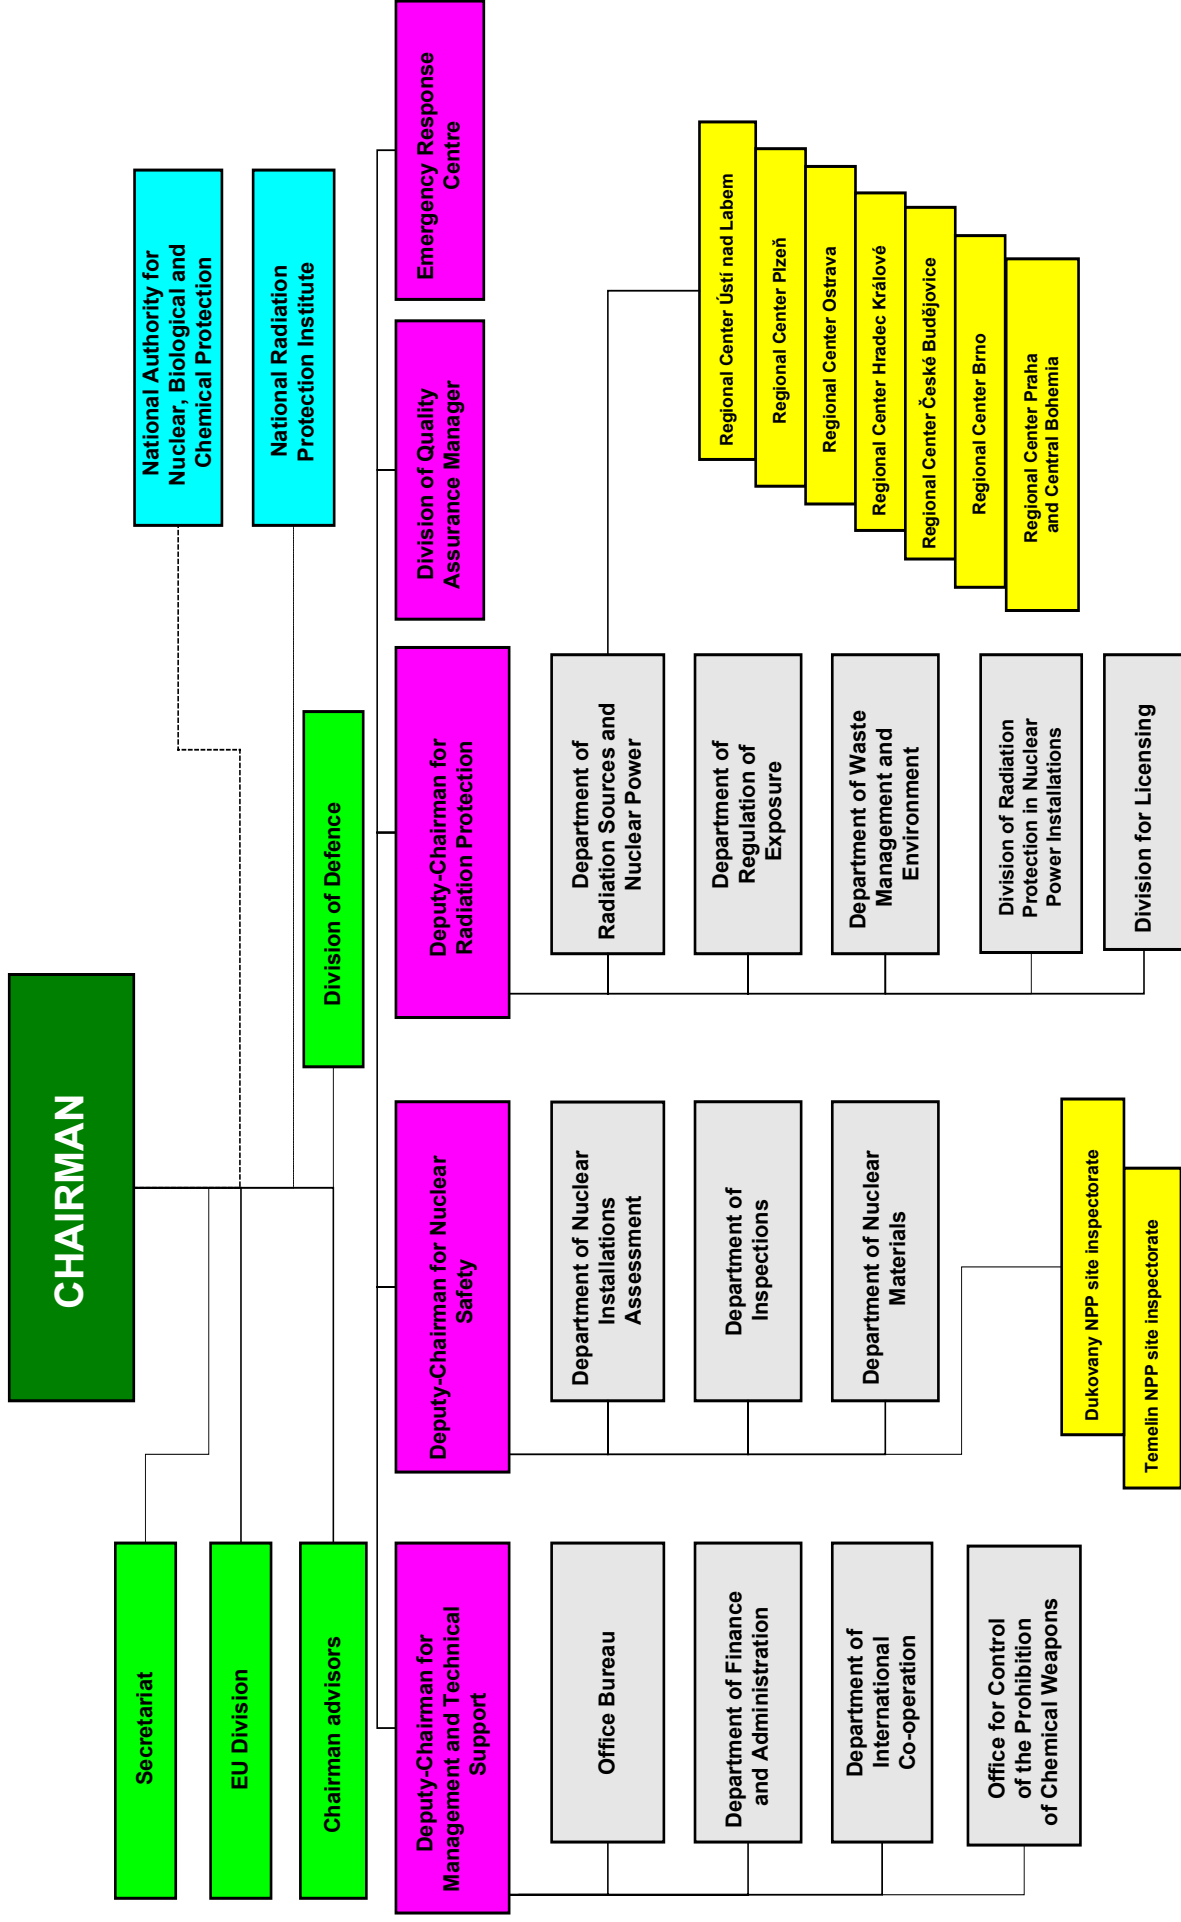 CHAIRMAN
Secretariat
EU Division
Chairman advisors
National Authority for
Nuclear, Biological and
Chemical Protection
National Radiation
Protection Institute
Division of Defence
Deputy-Chairman for
Management and Technical
Support
Deputy-Chairman for Nuclear
Safety
Deputy-Chairman for
Radiation Protection
Division of Quality
Assurance Manager
Emergency Response
Centre
Office Bureau
Department of Finance
and Administration
Department of
International
Co-operation
Office for Control
of the Prohibition
of Chemical Weapons
Department of Nuclear
Installations
Assessment
Department of
Inspections
Department of Nuclear
Materials
Dukovany NPP site inspectorate
Temelin NPP site inspectorate
Department of
Radiation Sources and
Nuclear Power
Department of
Regulation of
Exposure
Department of Waste
Management and
Environment
Division of Radiation
Protection in Nuclear
Power Installations
Division for Licensing
Regional Center Ústí nad Labem
Regional Center Plzeň
Regional Center Ostrava
Regional Center Hradec Králové
Regional Center České Budějovice
Regional Center Brno
Regional Center Praha
and Central Bohemia